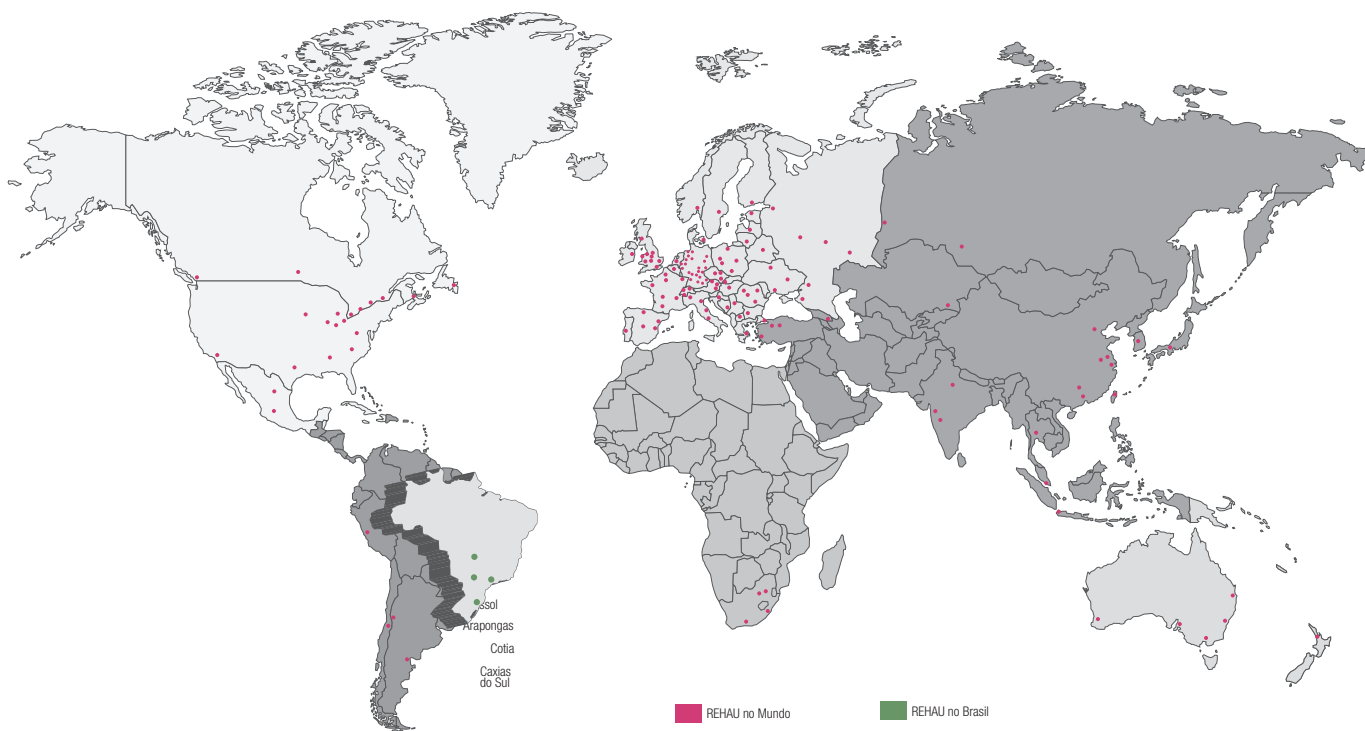 ssol
Arapongas
Cotia
Caxias
do Sul
REHAU no Mundo
REHAU no Brasil